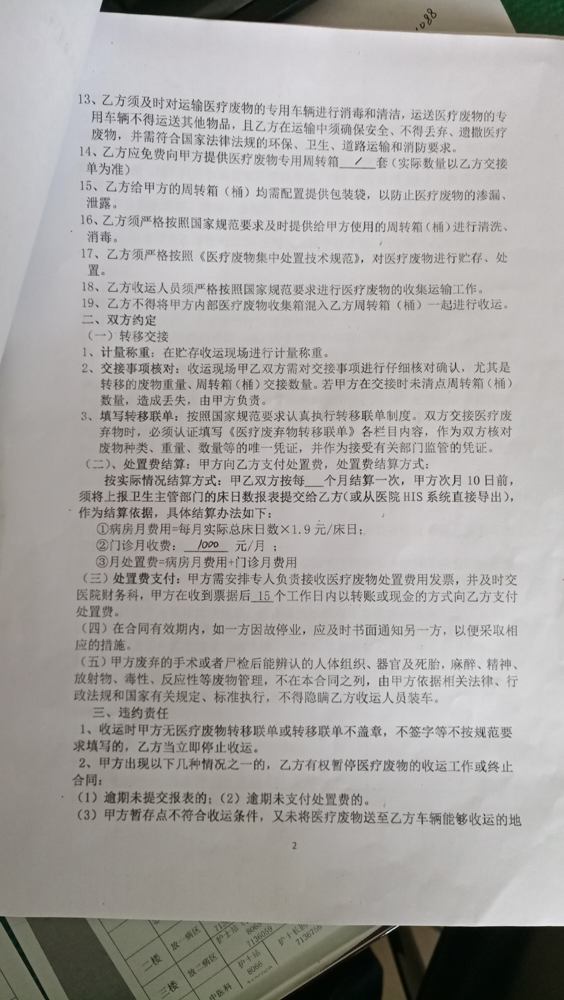 1088
13、乙方须及时对运输医疗废物的专用车辆进行消毒和清洁，运送医疗废物的专
用车辆不得运送其他物品，且乙方在运输中须确保安全、不得丢弃、遗撒医疗
废物，并需符合国家法律法规的环保、卫生、道路运输和消防要求。
14、乙方应免费向甲方提供医疗废物专用周转箱 / 套（实际数量以乙方交接
单为准）
15、乙方给甲方的周转箱（桶）均需配置提供包装袋，以防止医疗废物的渗漏、
泄露。
16、乙方须严格按照国家规范要求及时提供给甲方使用的周转箱（桶）进行清洗、
消毒。
17、乙方须严格按照《医疗废物集中处置技术规范》，对医疗废物进行贮存、处
置。
18、乙方收运人员须严格按照国家规范要求进行医疗废物的收集运输工作。
19、乙方不得将甲方内部医疗废物收集箱混入乙方周转箱（桶）一起进行收运。
二、双方约定
（一）转移交接
1、计量称重：在贮存收运现场进行计量称重。
2、交接事项核对：收运现场甲乙双方需对交接事项进行仔细核对确认，尤其是
转移的废物重量、周转箱（桶）交接数量。若甲方在交接时未清点周转箱（桶）
数量，造成丢失，由甲方负责。
3、填写转移联单：按照国家规范要求认真执行转移联单制度。双方交接医疗废
弃物时，必须认证填写《医疗废弃物转移联单》各栏目内容，作为双方核对
废物种类、重量、数量等的唯一凭证，并作为接受有关部门监管的凭证。
（二）、处置费结算：甲方向乙方支付处置费，处置费结算方式：
按实际情况结算方式：甲乙双方按每___个月结算一次，甲方次月10日前，
须将上报卫生主管部门的床日数报表提交给乙方（或从医院HIS系统直接导出），
作为结算依据，具体结算办法如下：
①病房月费用=每月实际总床日数×1.9元/床日；
②门诊月收费： 1000 元/月 ；
③月处置费=病房月费用+门诊月费用
（三）处置费支付：甲方需安排专人负责接收医疗废物处置费用发票，并及时交
医院财务科，甲方在收到票据后 15 个工作日内以转账或现金的方式向乙方支付
处置费。
（四）在合同有效期内，如一方因故停业，应及时书面通知另一方，以便采取相
应的措施。
（五）甲方废弃的手术或者尸检后能辨认的人体组织、器官及死胎，麻醉、精神、
放射物、毒性、反应性等废物管理，不在本合同之列，由甲方依据相关法律、行
政法规和国家有关规定、标准执行，不得隐瞒乙方收运人员装车。
三、违约责任
1、收运时甲方无医疗废物转移联单或转移联单不盖章，不签字等不按规范要
求填写的，乙方当立即停止收运。
2、甲方出现以下几种情况之一的，乙方有权暂停医疗废物的收运工作或终止
合同：
（1）逾期未提交报表的；（2）逾期未支付处置费的。
（3）甲方暂存点不符合收运条件，又未将医疗废物送至乙方车辆能够收运的地
2
二楼
放一病区
护士站
8065
7136059
7136756
放二病区
护士站
8066
三楼
中医科